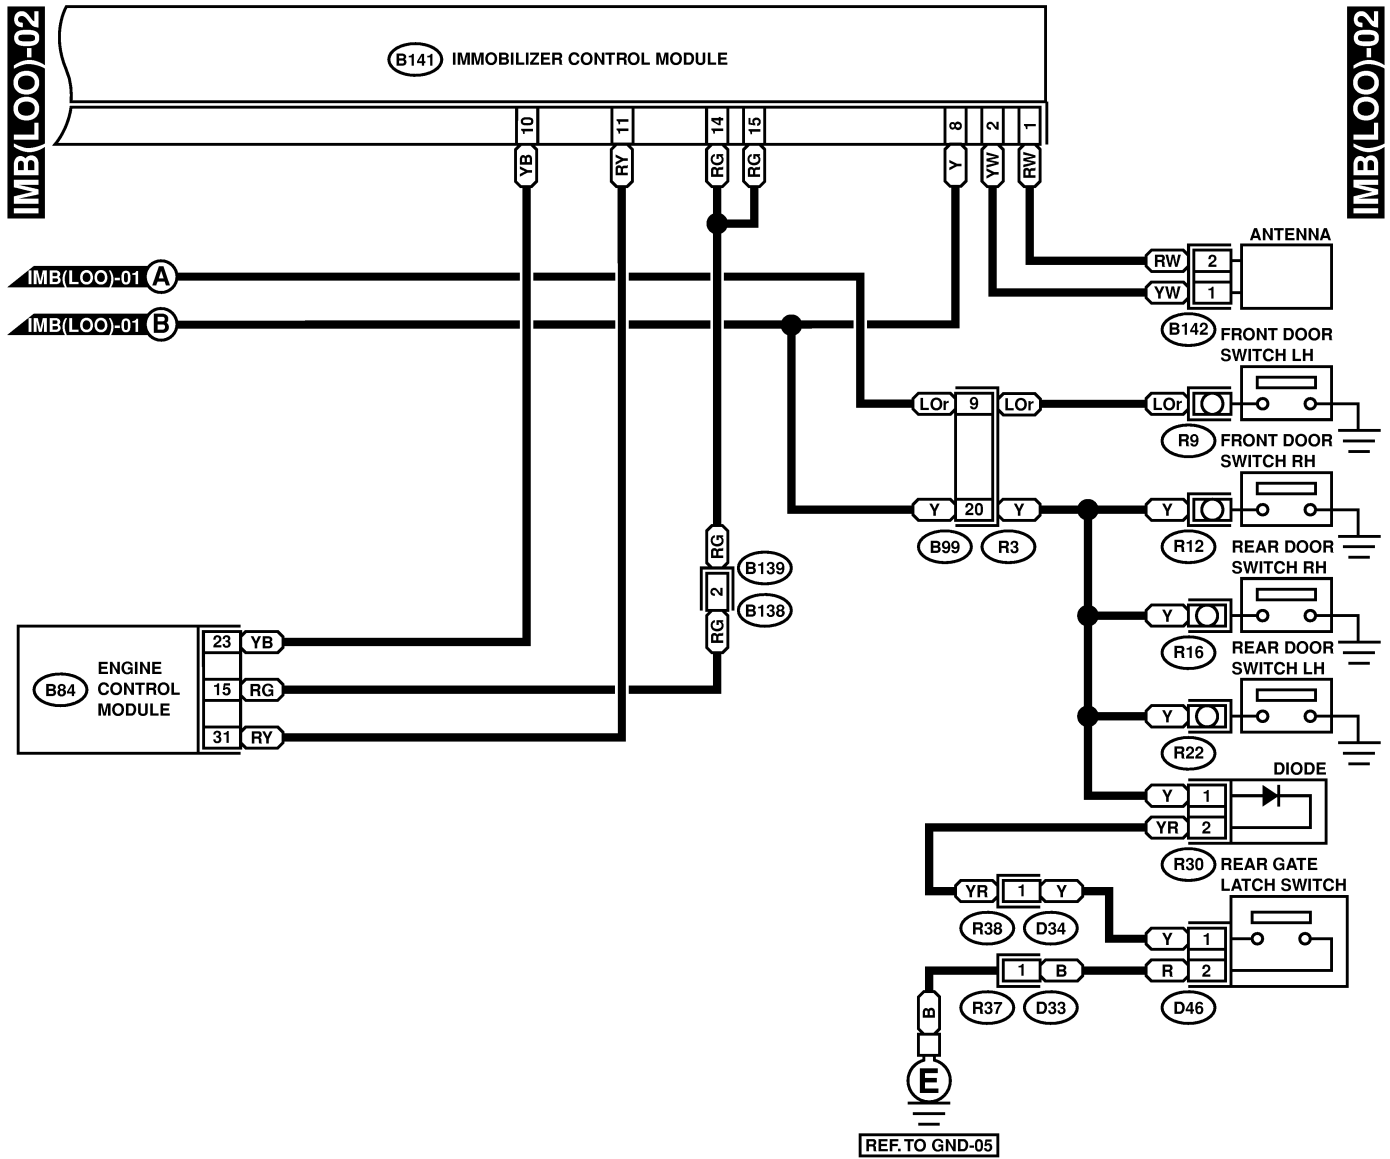 IMB(LOO)-02
IMB(LOO)-02
B141 IMMOBILIZER CONTROL MODULE
10 11 14 15 8 2 1
YB RY RG RG Y YW RW
ANTENNA
IMB(LOO)-01 A
RW 2
YW 1
IMB(LOO)-01 B
B142
FRONT DOOR
SWITCH LH
LOr 9 LOr
LOr
R9
FRONT DOOR
SWITCH RH
Y 20 Y
Y
B99 R3
R12
REAR DOOR
SWITCH RH
RG
B139
2
B138
RG
Y
R16
REAR DOOR
SWITCH LH
23 YB
B84
ENGINE
CONTROL
MODULE
15 RG
31 RY
Y
R22
DIODE
Y 1
YR 2
R30
REAR GATE
LATCH SWITCH
YR 1 Y
R38 D34
Y 1
1 B
R 2
R37 D33
D46
B
E
REF. TO GND-05